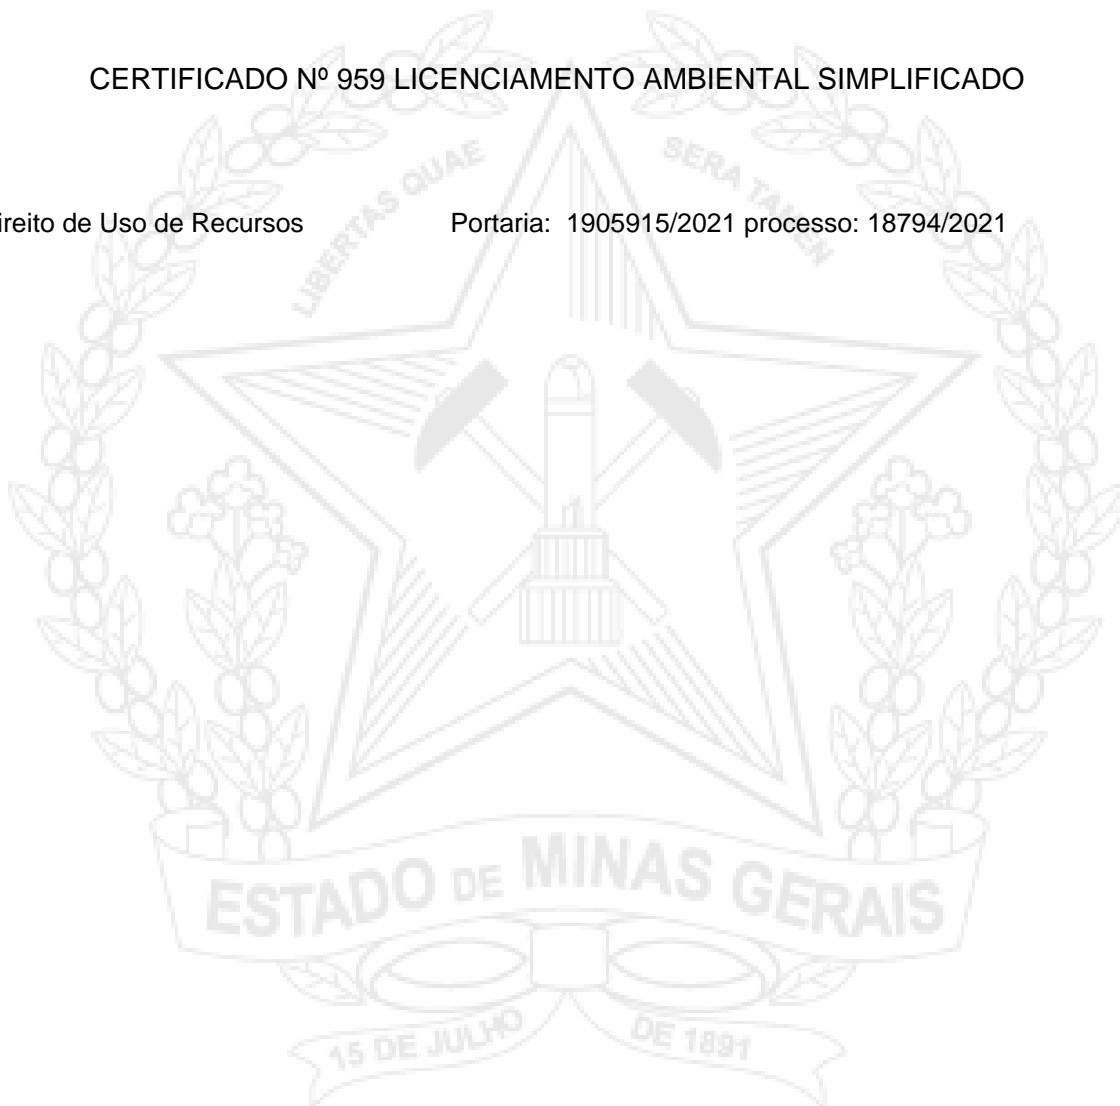 CERTIFICADO Nº 959 LICENCIAMENTO AMBIENTAL SIMPLIFICADO
LIBERTAS QUAE SERA TAMEN
ireito de Uso de Recursos Portaria: 1905915/2021 processo: 18794/2021
ESTADO DE MINAS GERAIS
15 DE JULHO DE 1891